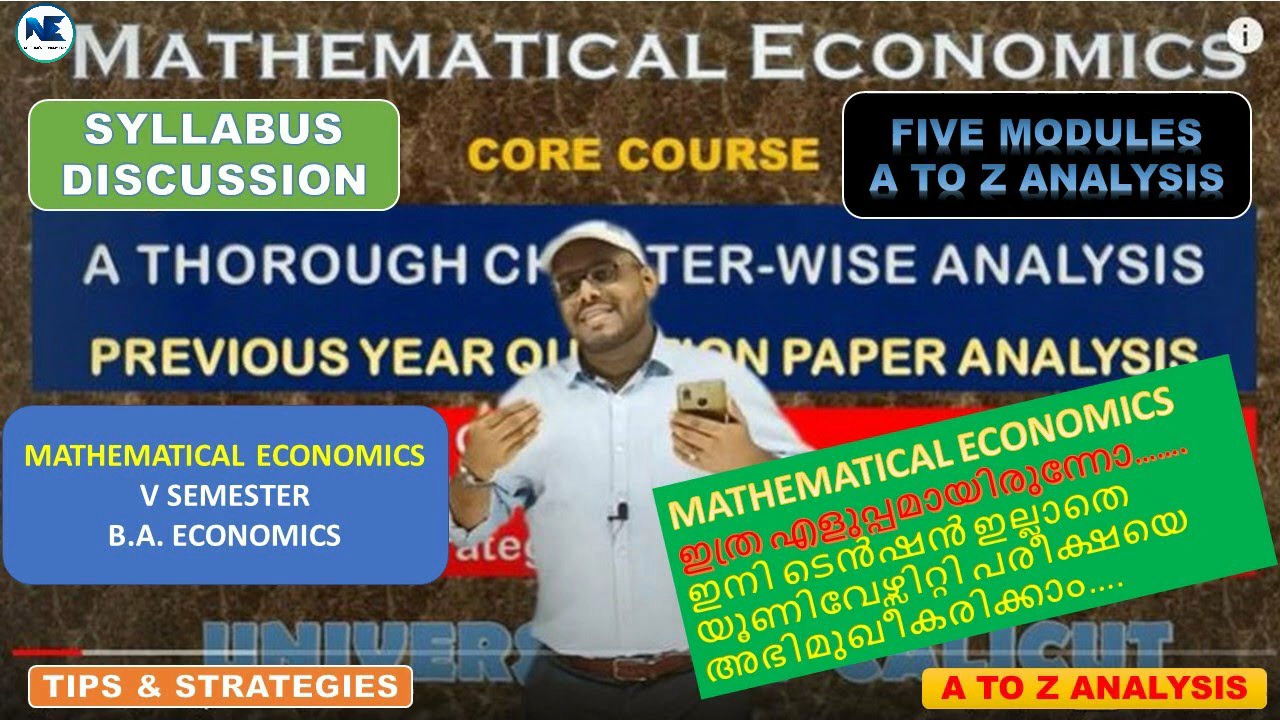 NE
MATHEMATICAL ECONOMICS
i
SYLLABUS
DISCUSSION
CORE COURSE
FIVE MODULES
A TO Z ANALYSIS
A THOROUGH TER-WISE ANALYSIS
PREVIOUS YEAR PAPER ANALYSIS
MATHEMATICAL ECONOMICS
V SEMESTER
B.A. ECONOMICS
MATHEMATICAL ECONOMICS
ഇത്ര എളുപ്പമായിരുന്നോ.......
ഇനി ടെൻഷൻ ഇല്ലാതെ
യൂണിവേഴ്സിറ്റി പരീക്ഷയെ
അഭിമുഖീകരിക്കാം....
TIPS & STRATEGIES
A TO Z ANALYSIS